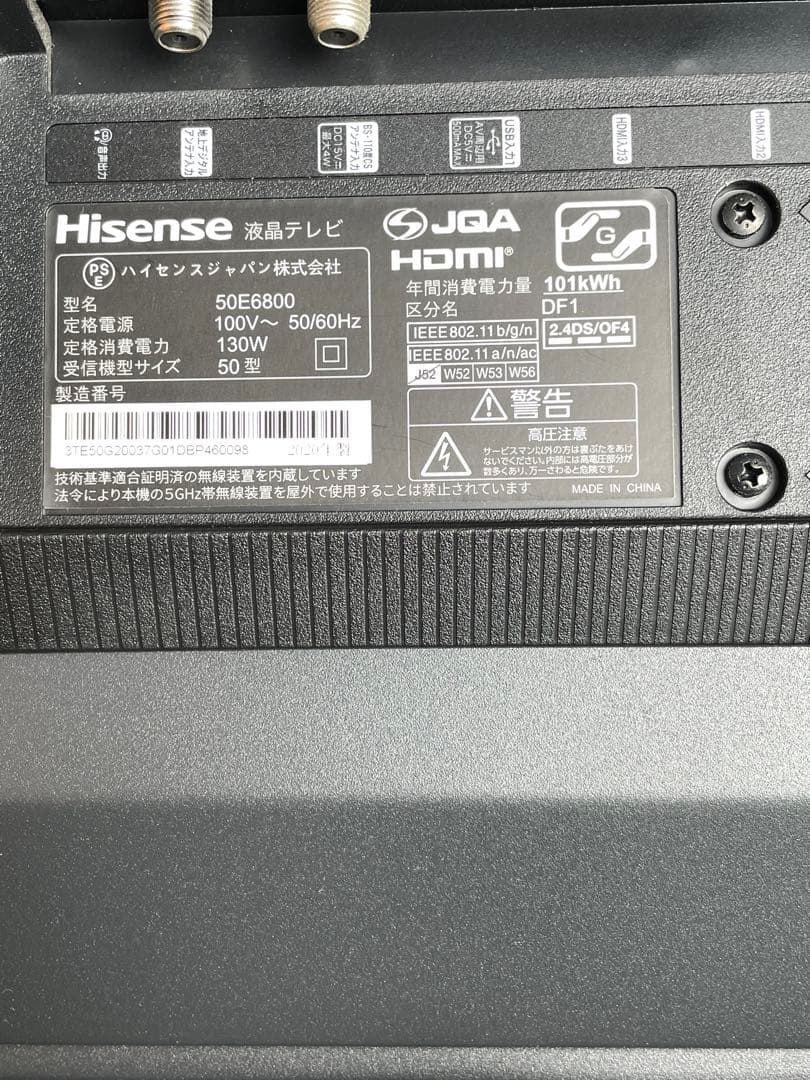 HDMI入力2
HDMI入力3
USB入力1
AV周辺用
DC5V⎓
500mA MAX
BS・110度CS
アンテナ入力
DC15V⎓
最大4W
地上デジタル
アンテナ入力
音声出力
Hisense 液晶テレビ
JQA
HDMI®
G
PSE ハイセンスジャパン株式会社
型名 50E6800
定格電源 100V～ 50/60Hz
定格消費電力 130W
受信機型サイズ 50型
年間消費電力量 101kWh
区分名 DF1
IEEE802.11b/g/n
2.4DS/OF4
IEEE802.11a/n/ac
J52 W52 W53 W56
製造番号
3TE50G20037G01DBP460098 2020年製
警告
高圧注意
サービスマン以外の方は裏ぶたをあけ
ないでください。内部には高電圧部分が
数多くあり、万一さわると危険です。
技術基準適合証明済の無線装置を内蔵しています
法令により本機の5GHz帯無線装置を屋外で使用することは禁止されています
MADE IN CHINA